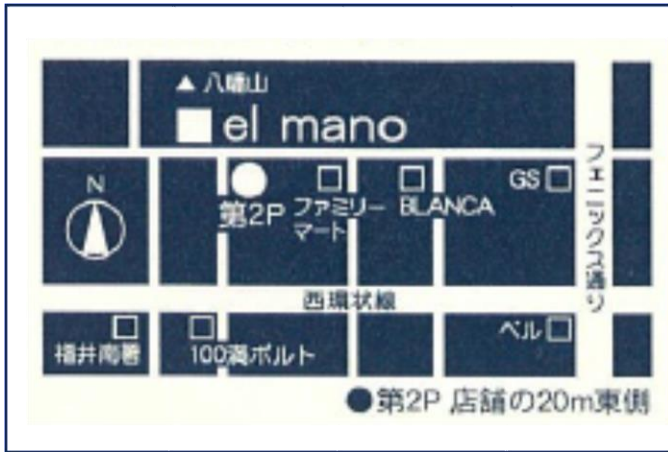 ▲ 八幡山
el mano
N
第2P
ファミリー
マート
BLANCA
GS
フェニックス通り
西環状線
福井南署
100満ボルト
ベル
●第2P 店舗の20m東側